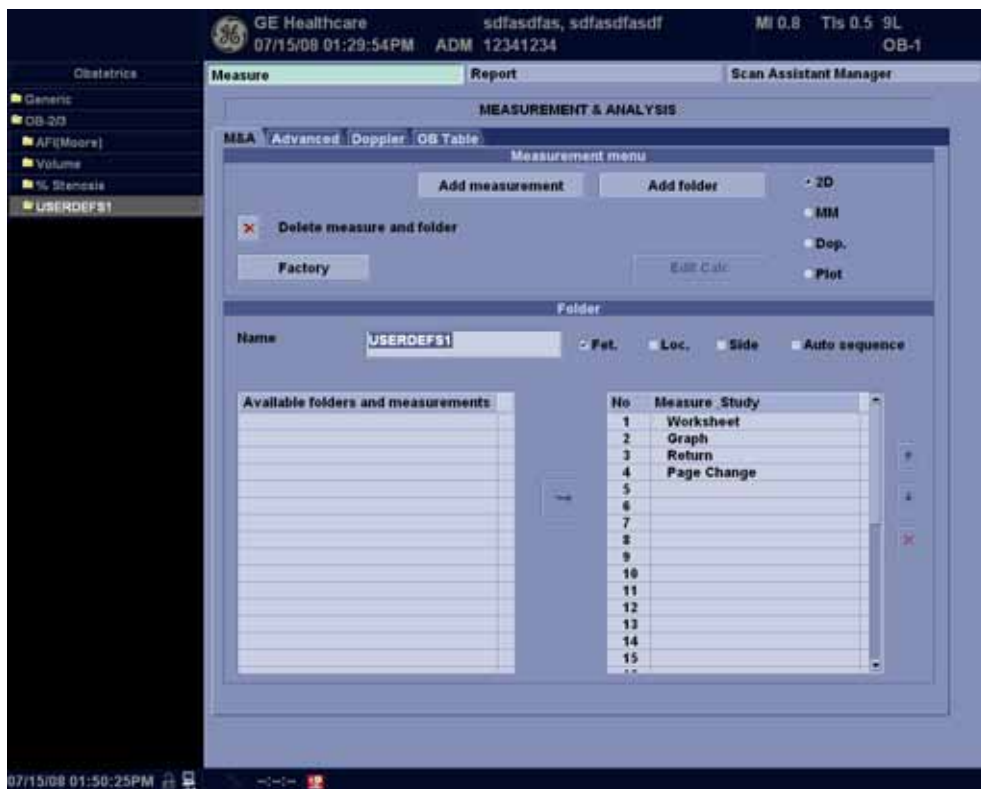 GE Healthcare sdfasdfas, sdfasdfasdf MI 0.8 TIs 0.5 9L
07/15/08 01:29:54PM ADM 12341234 OB-1
Obstetrics
Measure Report Scan Assistant Manager
Generic
OB-2/3
AFI(Moore)
Volume
% Stenosis
USERDEFS1
MEASUREMENT & ANALYSIS
M&A Advanced Doppler OB Table
Measurement menu
Add measurement Add folder 2D
MM
Delete measure and folder
Dop.
Factory Edit Calc Plot
Folder
Name USERDEFS1 Fet. Loc. Side Auto sequence
Available folders and measurements No Measure_Study
1 Worksheet
2 Graph
3 Return
4 Page Change
5
6
7
8
9
10
11
12
13
14
15
07/15/08 01:50:25PM --:--:--